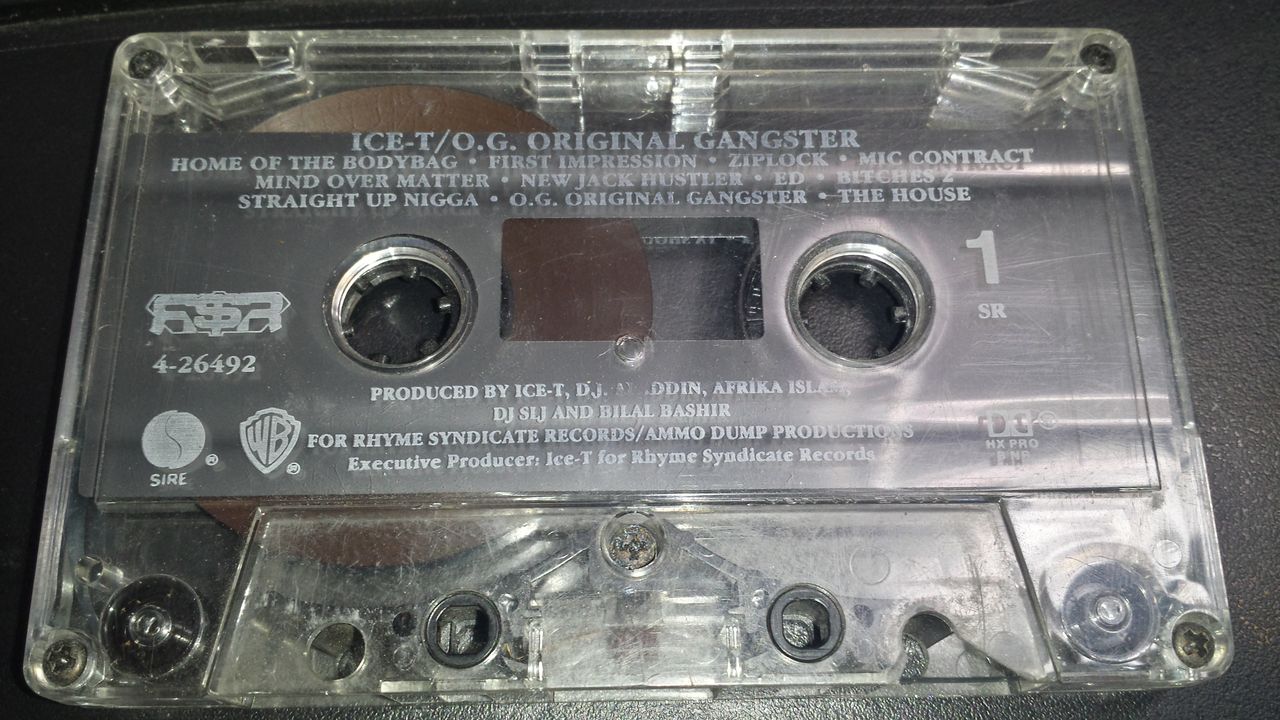 ICE-T/O.G. ORIGINAL GANGSTER
HOME OF THE BODYBAG • FIRST IMPRESSION • ZIPLOCK • MIC CONTRACT
MIND OVER MATTER • NEW JACK HUSTLER • ED • BITCHES 2
STRAIGHT UP NIGGA • O.G. ORIGINAL GANGSTER • THE HOUSE
1
SR
4-26492
PRODUCED BY ICE-T, D.J. AFRIKA
DJ SLJ AND BILAL BASHIR
FOR RHYME SYNDICATE RECORDS/AMMO DUMP PRODUCTIONS
Executive Producer: Ice-T for Rhyme Syndicate Records
SIRE ®
WB ®
HX PRO
B NR